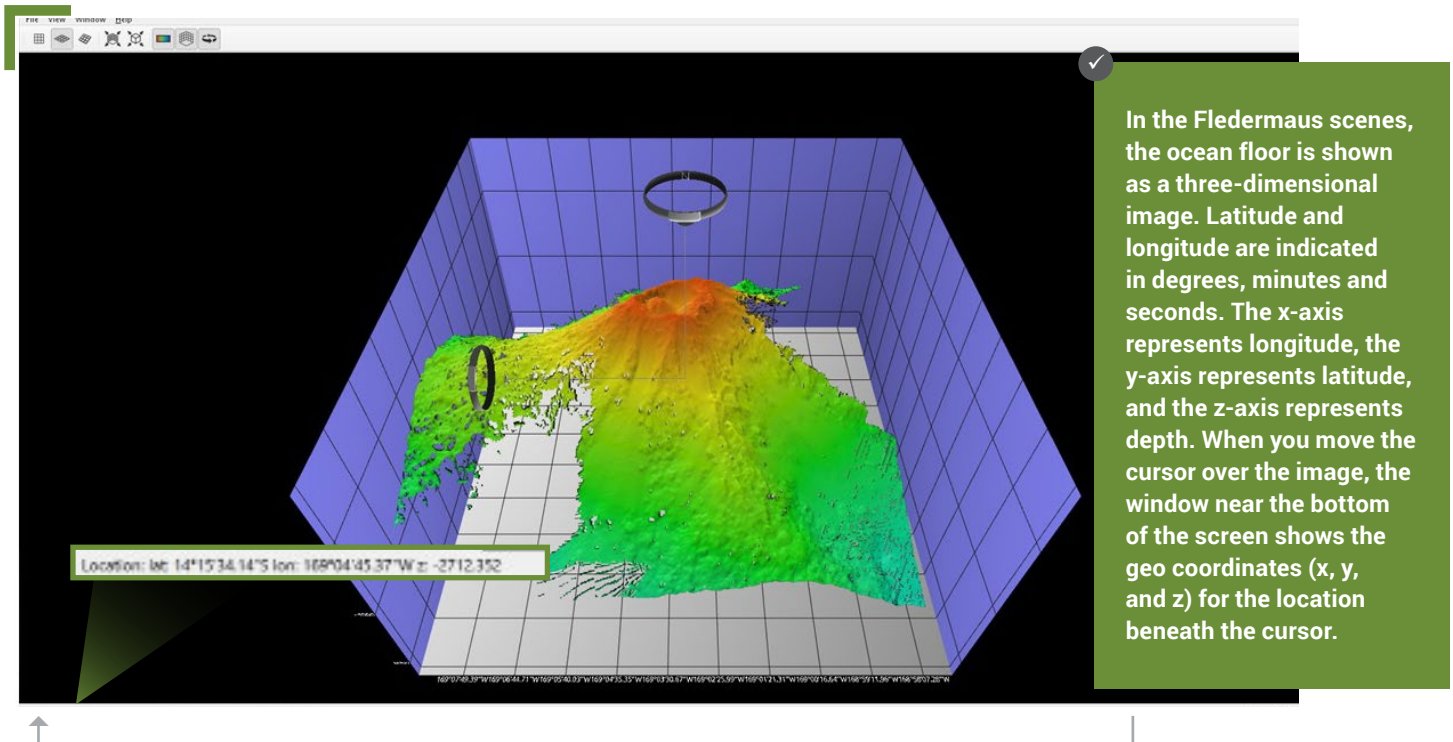 File View Window Help
In the Fledermaus scenes,
the ocean floor is shown
as a three-dimensional
image. Latitude and
longitude are indicated
in degrees, minutes and
seconds. The x-axis
represents longitude, the
y-axis represents latitude,
and the z-axis represents
depth. When you move the
cursor over the image, the
window near the bottom
of the screen shows the
geo coordinates (x, y,
and z) for the location
beneath the cursor.
Location: lat: 14°15'34.14"S lon: 169°04'45.37"W z: -2712.352